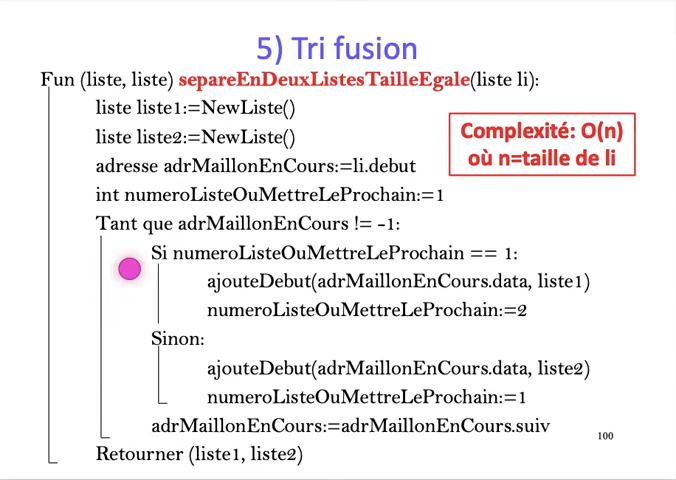 5) Tri fusion
Fun (liste, liste) separeEnDeuxListesTailleEgale(liste li):
liste liste1:=NewListe()
liste liste2:=NewListe()
Complexité: O(n)
où n=taille de li
adresse adrMaillonEnCours:=li.debut
int numeroListeOuMettreLeProchain:=1
Tant que adrMaillonEnCours != -1:
Si numeroListeOuMettreLeProchain == 1:
ajouteDebut(adrMaillonEnCours.data, liste1)
numeroListeOuMettreLeProchain:=2
Sinon:
ajouteDebut(adrMaillonEnCours.data, liste2)
numeroListeOuMettreLeProchain:=1
adrMaillonEnCours:=adrMaillonEnCours.suiv
Retourner (liste1, liste2)
100